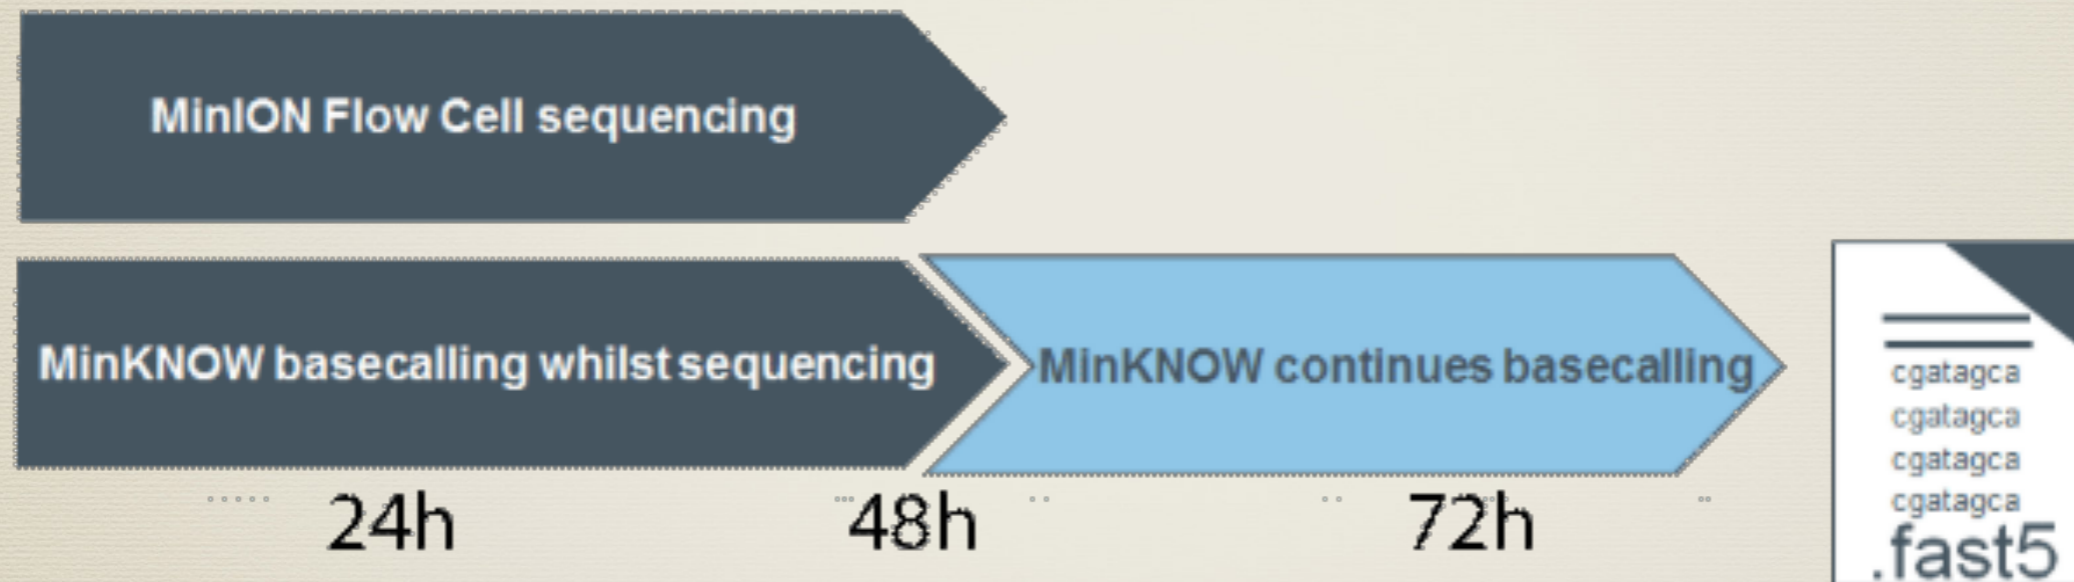 MinION Flow Cell sequencing
MinKNOW basecalling whilst sequencing
MinKNOW continues basecalling
24h
48h
72h
cgatagca
cgatagca
cgatagca
cgatagca
.fast5